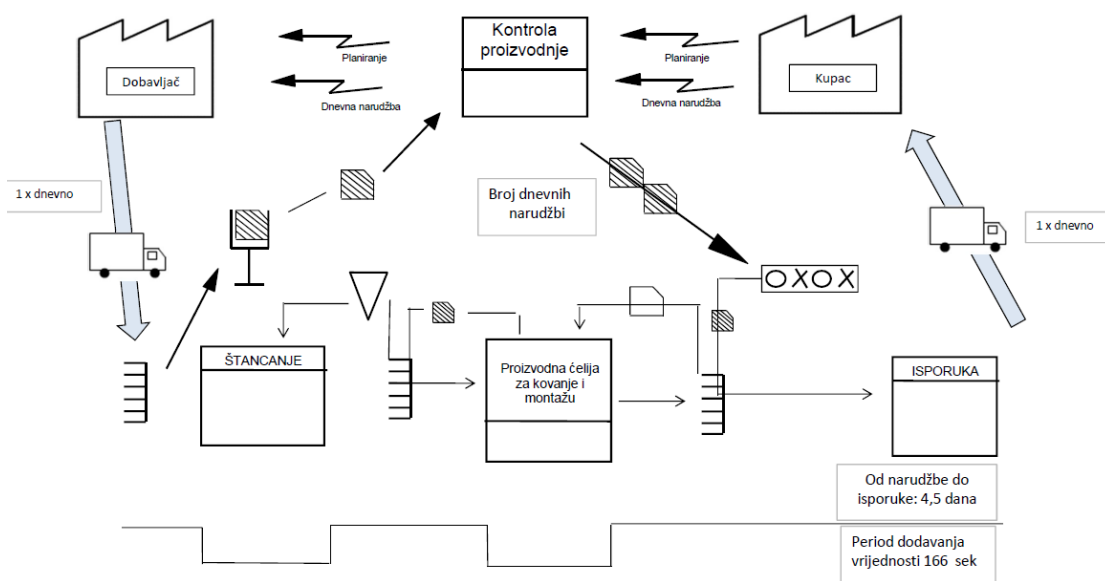 Kontrola
proizvodnje
Planiranje
Planiranje
Dobavljač
Kupac
Dnevna narudžba
Dnevna narudžba
1 x dnevno
Broj dnevnih
narudžbi
1 x dnevno
OXOX
ŠTANCANJE
Proizvodna ćelija
za kovanje i
montažu
ISPORUKA
Od narudžbe do
isporuke: 4,5 dana
Period dodavanja
vrijednosti 166 sek